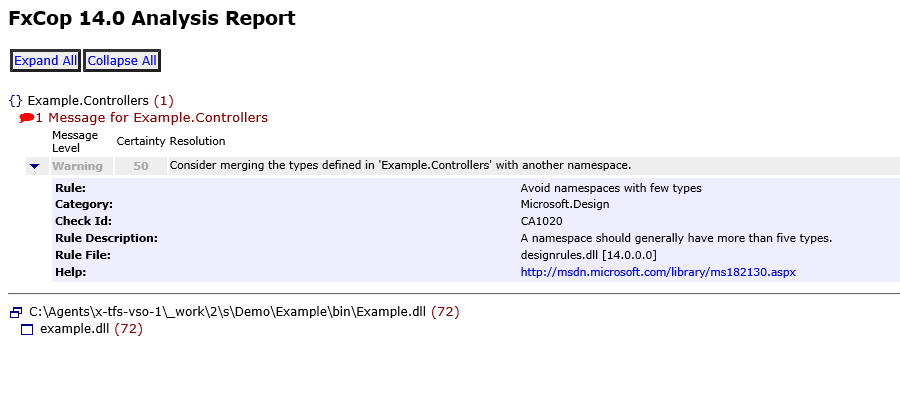 FxCop 14.0 Analysis Report
Expand All Collapse All
{} Example.Controllers (1)
1 Message for Example.Controllers
Message Level Certainty Resolution
Warning 50 Consider merging the types defined in 'Example.Controllers' with another namespace.
Rule: Avoid namespaces with few types
Category: Microsoft.Design
Check Id: CA1020
Rule Description: A namespace should generally have more than five types.
Rule File: designrules.dll [14.0.0.0]
Help: http://msdn.microsoft.com/library/ms182130.aspx
C:\Agents\x-tfs-vso-1\_work\2\s\Demo\Example\bin\Example.dll (72)
example.dll (72)